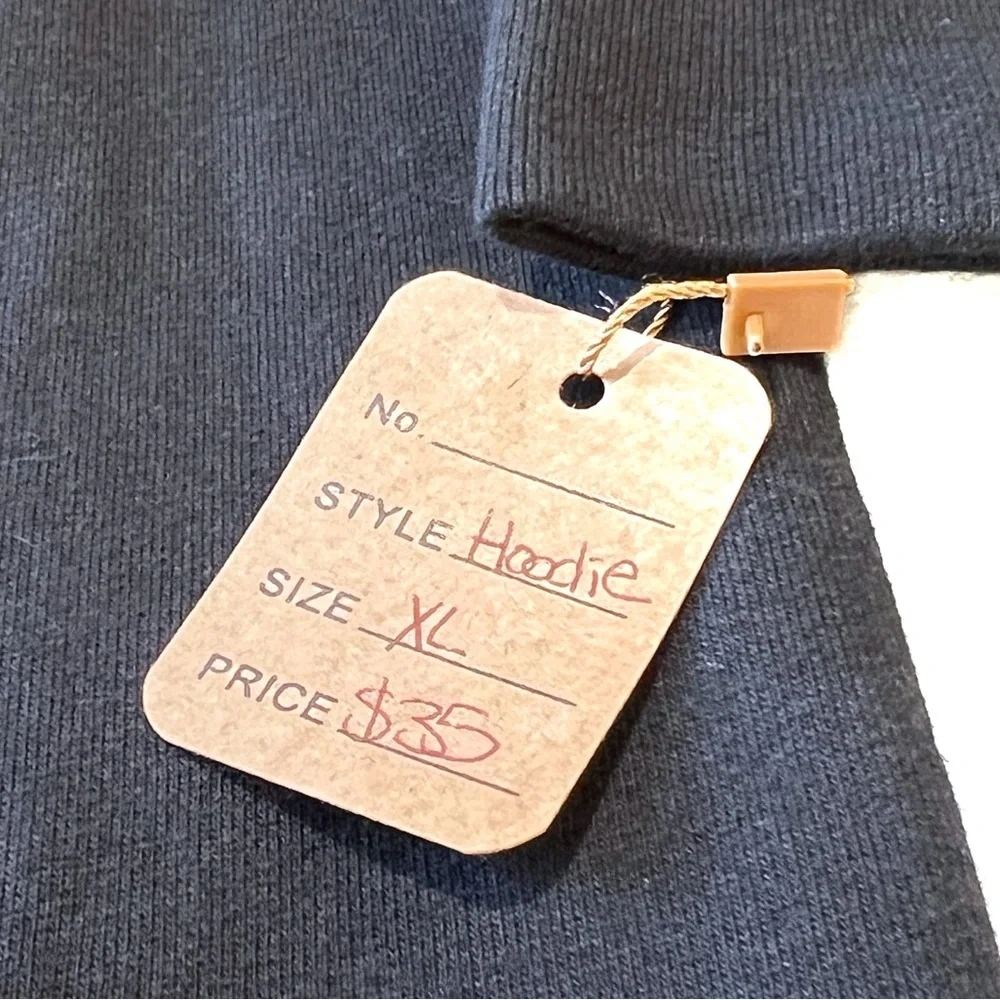 No.
STYLE Hoodie
SIZE XL
PRICE $35